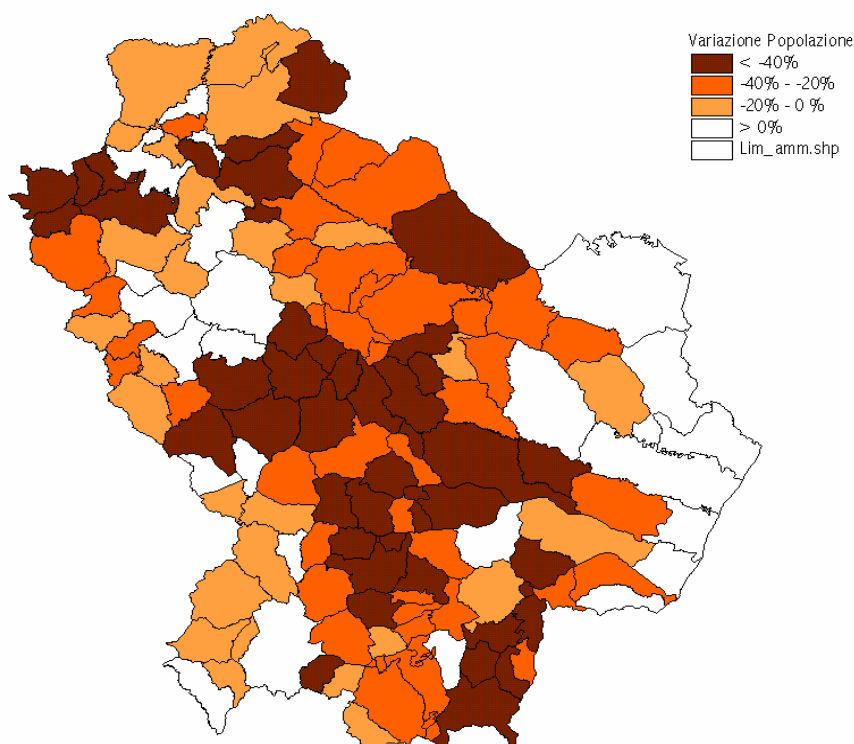 Variazione Popolazione
< -40%
-40% - -20%
-20% - 0 %
> 0%
Lim_amm.shp